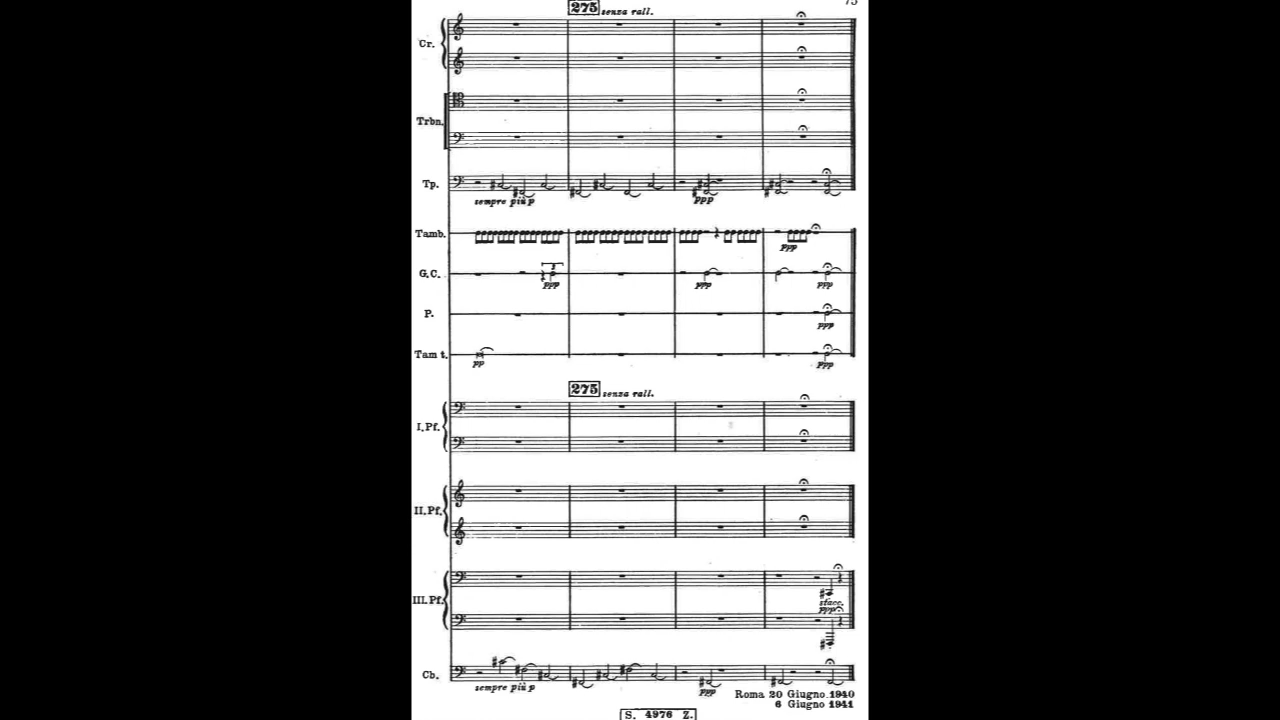 75
275 senza rall.
Cr.
Trbn.
Tp.
sempre più p
ppp
Tamb.
ppp
G.C.
3
ppp
ppp
ppp
P.
ppp
Tam t.
pp
ppp
275 senza rall.
I.Pf.
II.Pf.
III.Pf.
stacc.
ppp
Cb.
sempre più p
ppp
Roma 20 Giugno 1940
6 Giugno 1941
S. 4976 Z.